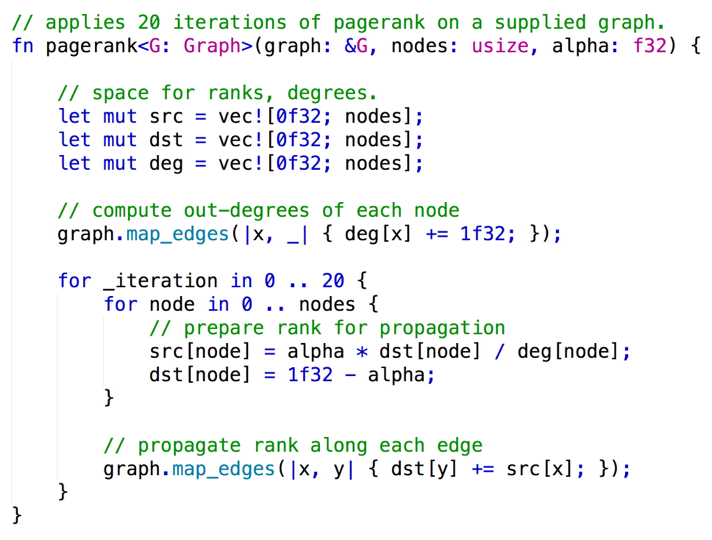 // applies 20 iterations of pagerank on a supplied graph.
fn pagerank<G: Graph>(graph: &G, nodes: usize, alpha: f32) {
// space for ranks, degrees.
let mut src = vec![0f32; nodes];
let mut dst = vec![0f32; nodes];
let mut deg = vec![0f32; nodes];
// compute out-degrees of each node
graph.map_edges(|x, _| { deg[x] += 1f32; });
for _iteration in 0 .. 20 {
for node in 0 .. nodes {
// prepare rank for propagation
src[node] = alpha * dst[node] / deg[node];
dst[node] = 1f32 - alpha;
}
// propagate rank along each edge
graph.map_edges(|x, y| { dst[y] += src[x]; });
}
}